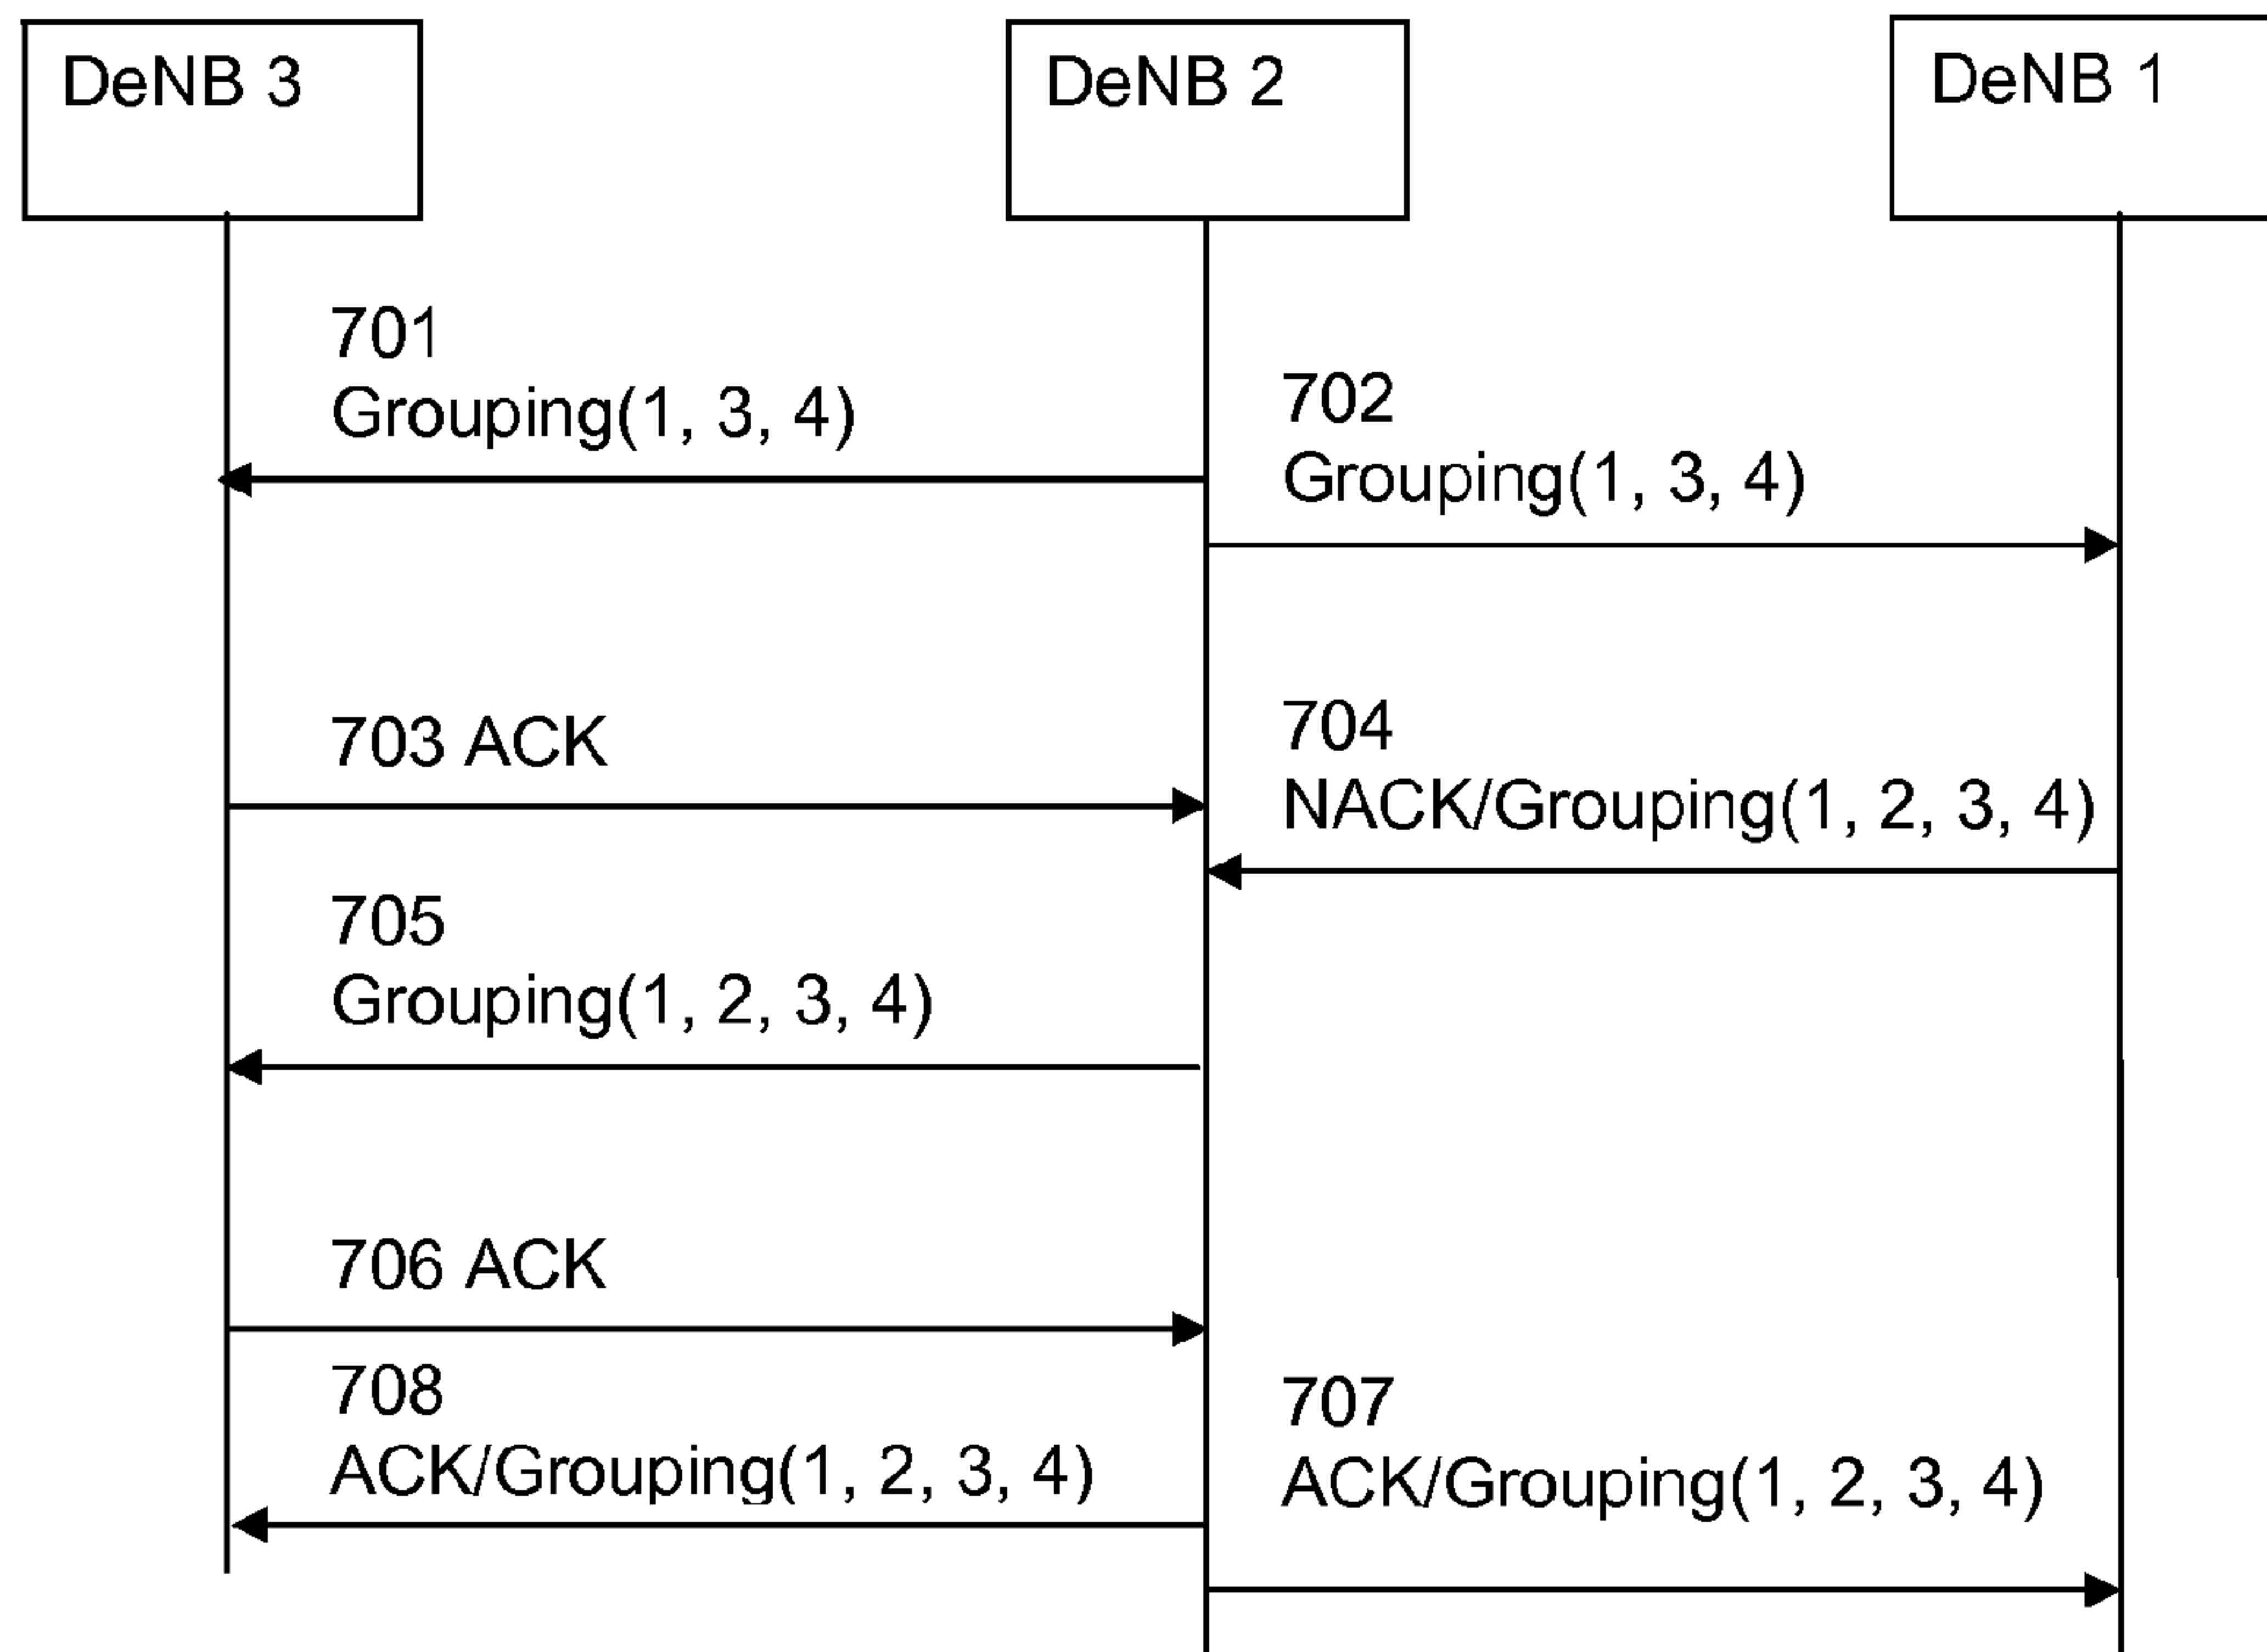 DeNB 3
DeNB 2
DeNB 1
701
Grouping(1, 3, 4)
702
Grouping(1, 3, 4)
703 ACK
704
NACK/Grouping(1, 2, 3, 4)
705
Grouping(1, 2, 3, 4)
706 ACK
708
ACK/Grouping(1, 2, 3, 4)
707
ACK/Grouping(1, 2, 3, 4)